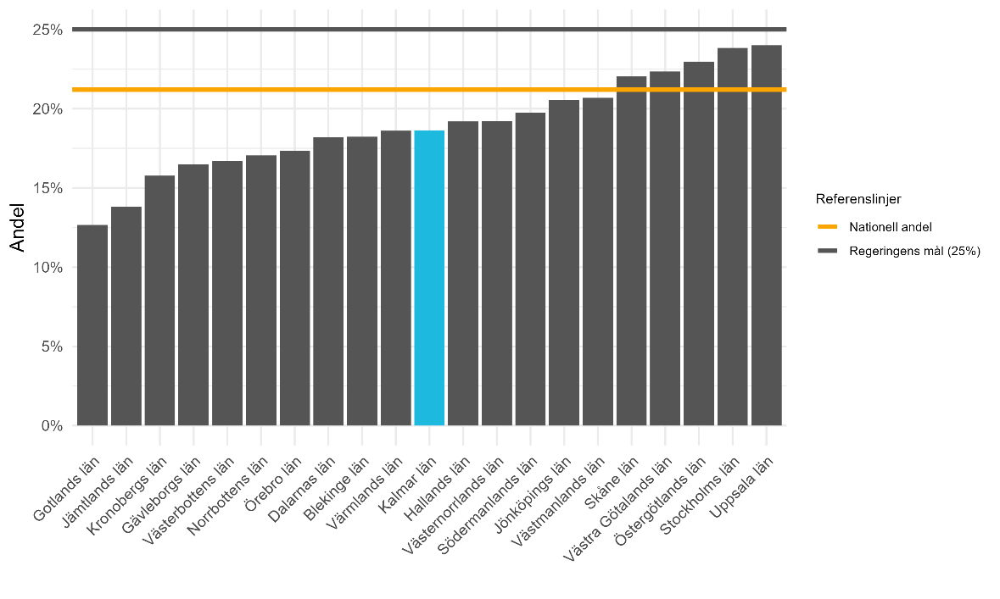 25%
20%
15%
10%
5%
0%
Andel
Gotlands län
Jämtlands län
Kronobergs län
Gävleborgs län
Västerbottens län
Norrbottens län
Örebro län
Dalarnas län
Blekinge län
Värmlands län
Kalmar län
Hallands län
Västernorrlands län
Södermanlands län
Jönköpings län
Västmanlands län
Skåne län
Västra Götalands län
Östergötlands län
Stockholms län
Uppsala län
Referenslinjer
Nationell andel
Regeringens mål (25%)